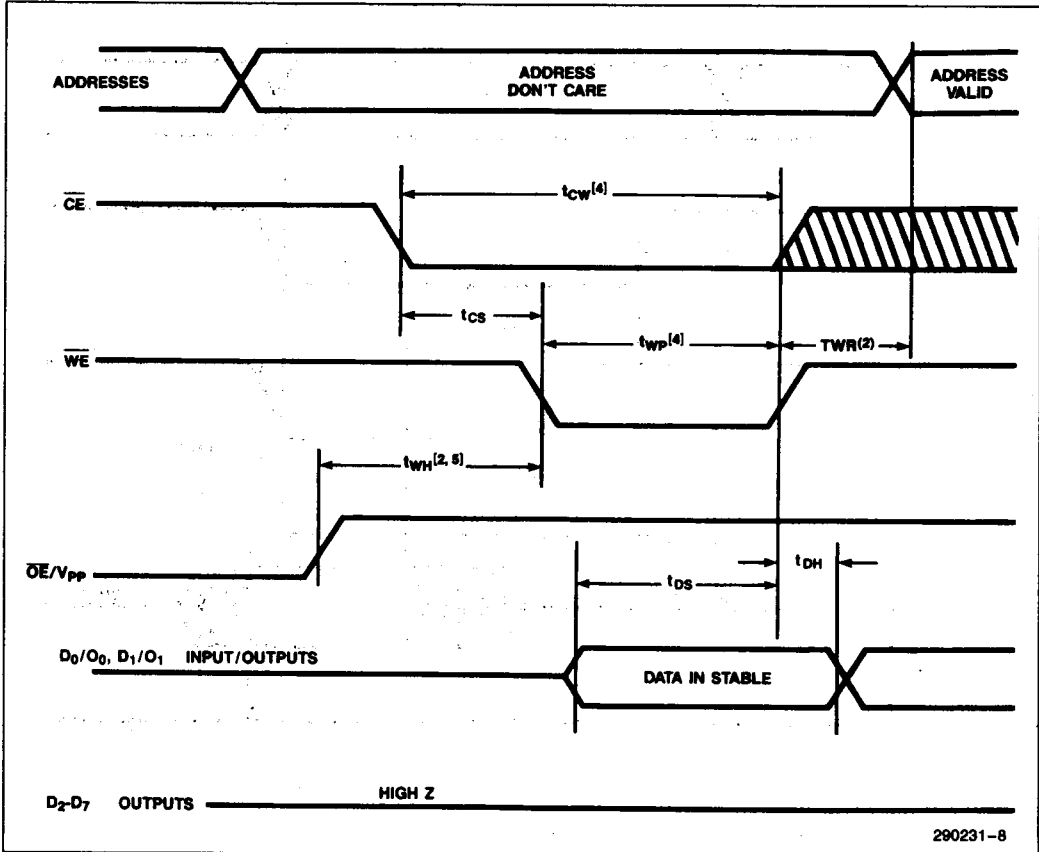 ADDRESSES
ADDRESS
DON'T CARE
ADDRESS
VALID
CE
tCW[4]
tCS
tWP[4]
TWR(2)
WE
tWH[2, 5]
OE/VPP
tDS
tDH
D0/O0, D1/O1 INPUT/OUTPUTS
DATA IN STABLE
D2-D7 OUTPUTS
HIGH Z
290231-8